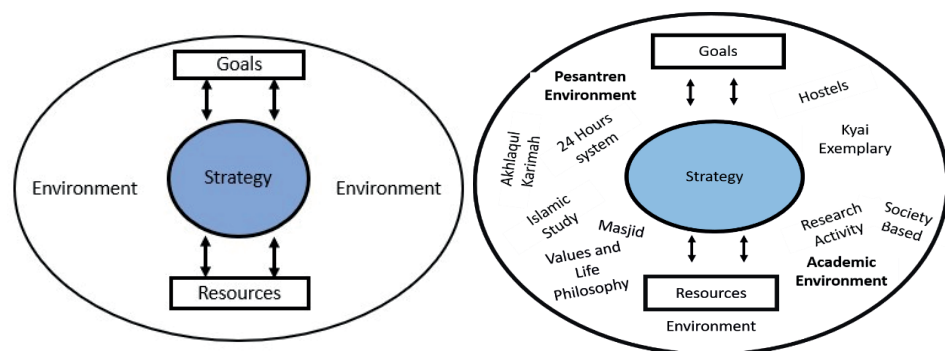 Goals
Environment
Strategy
Environment
Resources
Goals
Pesantren
Environment
Hostels
24 Hours
system
Akhlaqul
Karimah
Kyai
Exemplary
Strategy
Islamic
Study
Masjid
Values and
Life
Philosophy
Research
Activity
Society
Based
Academic
Environment
Resources
Environment